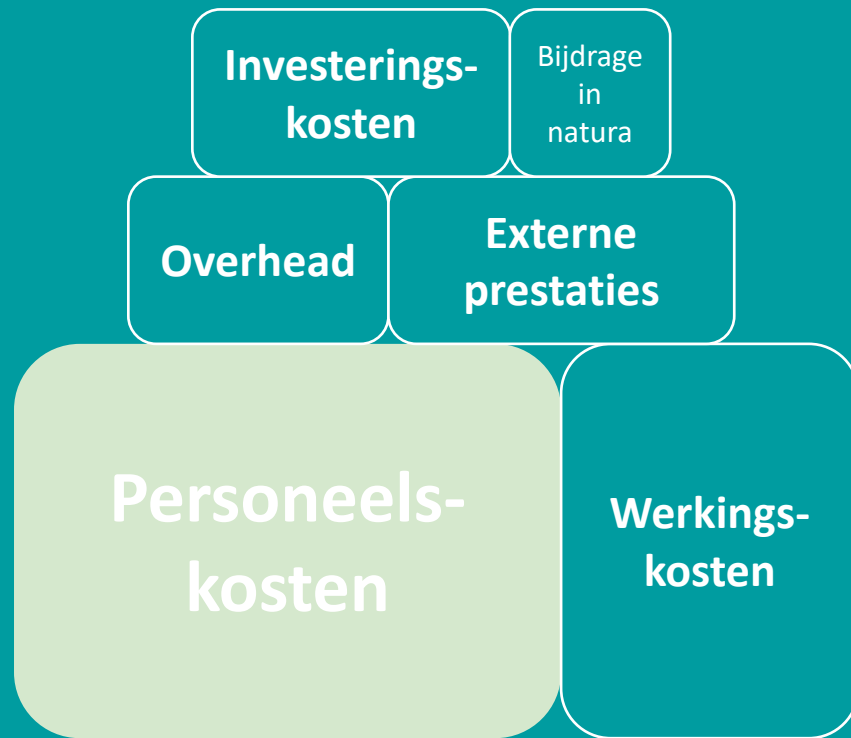 Investerings-
kosten
Bijdrage
in
natura
Overhead
Externe
prestaties
Personeels-
kosten
Werkings-
kosten